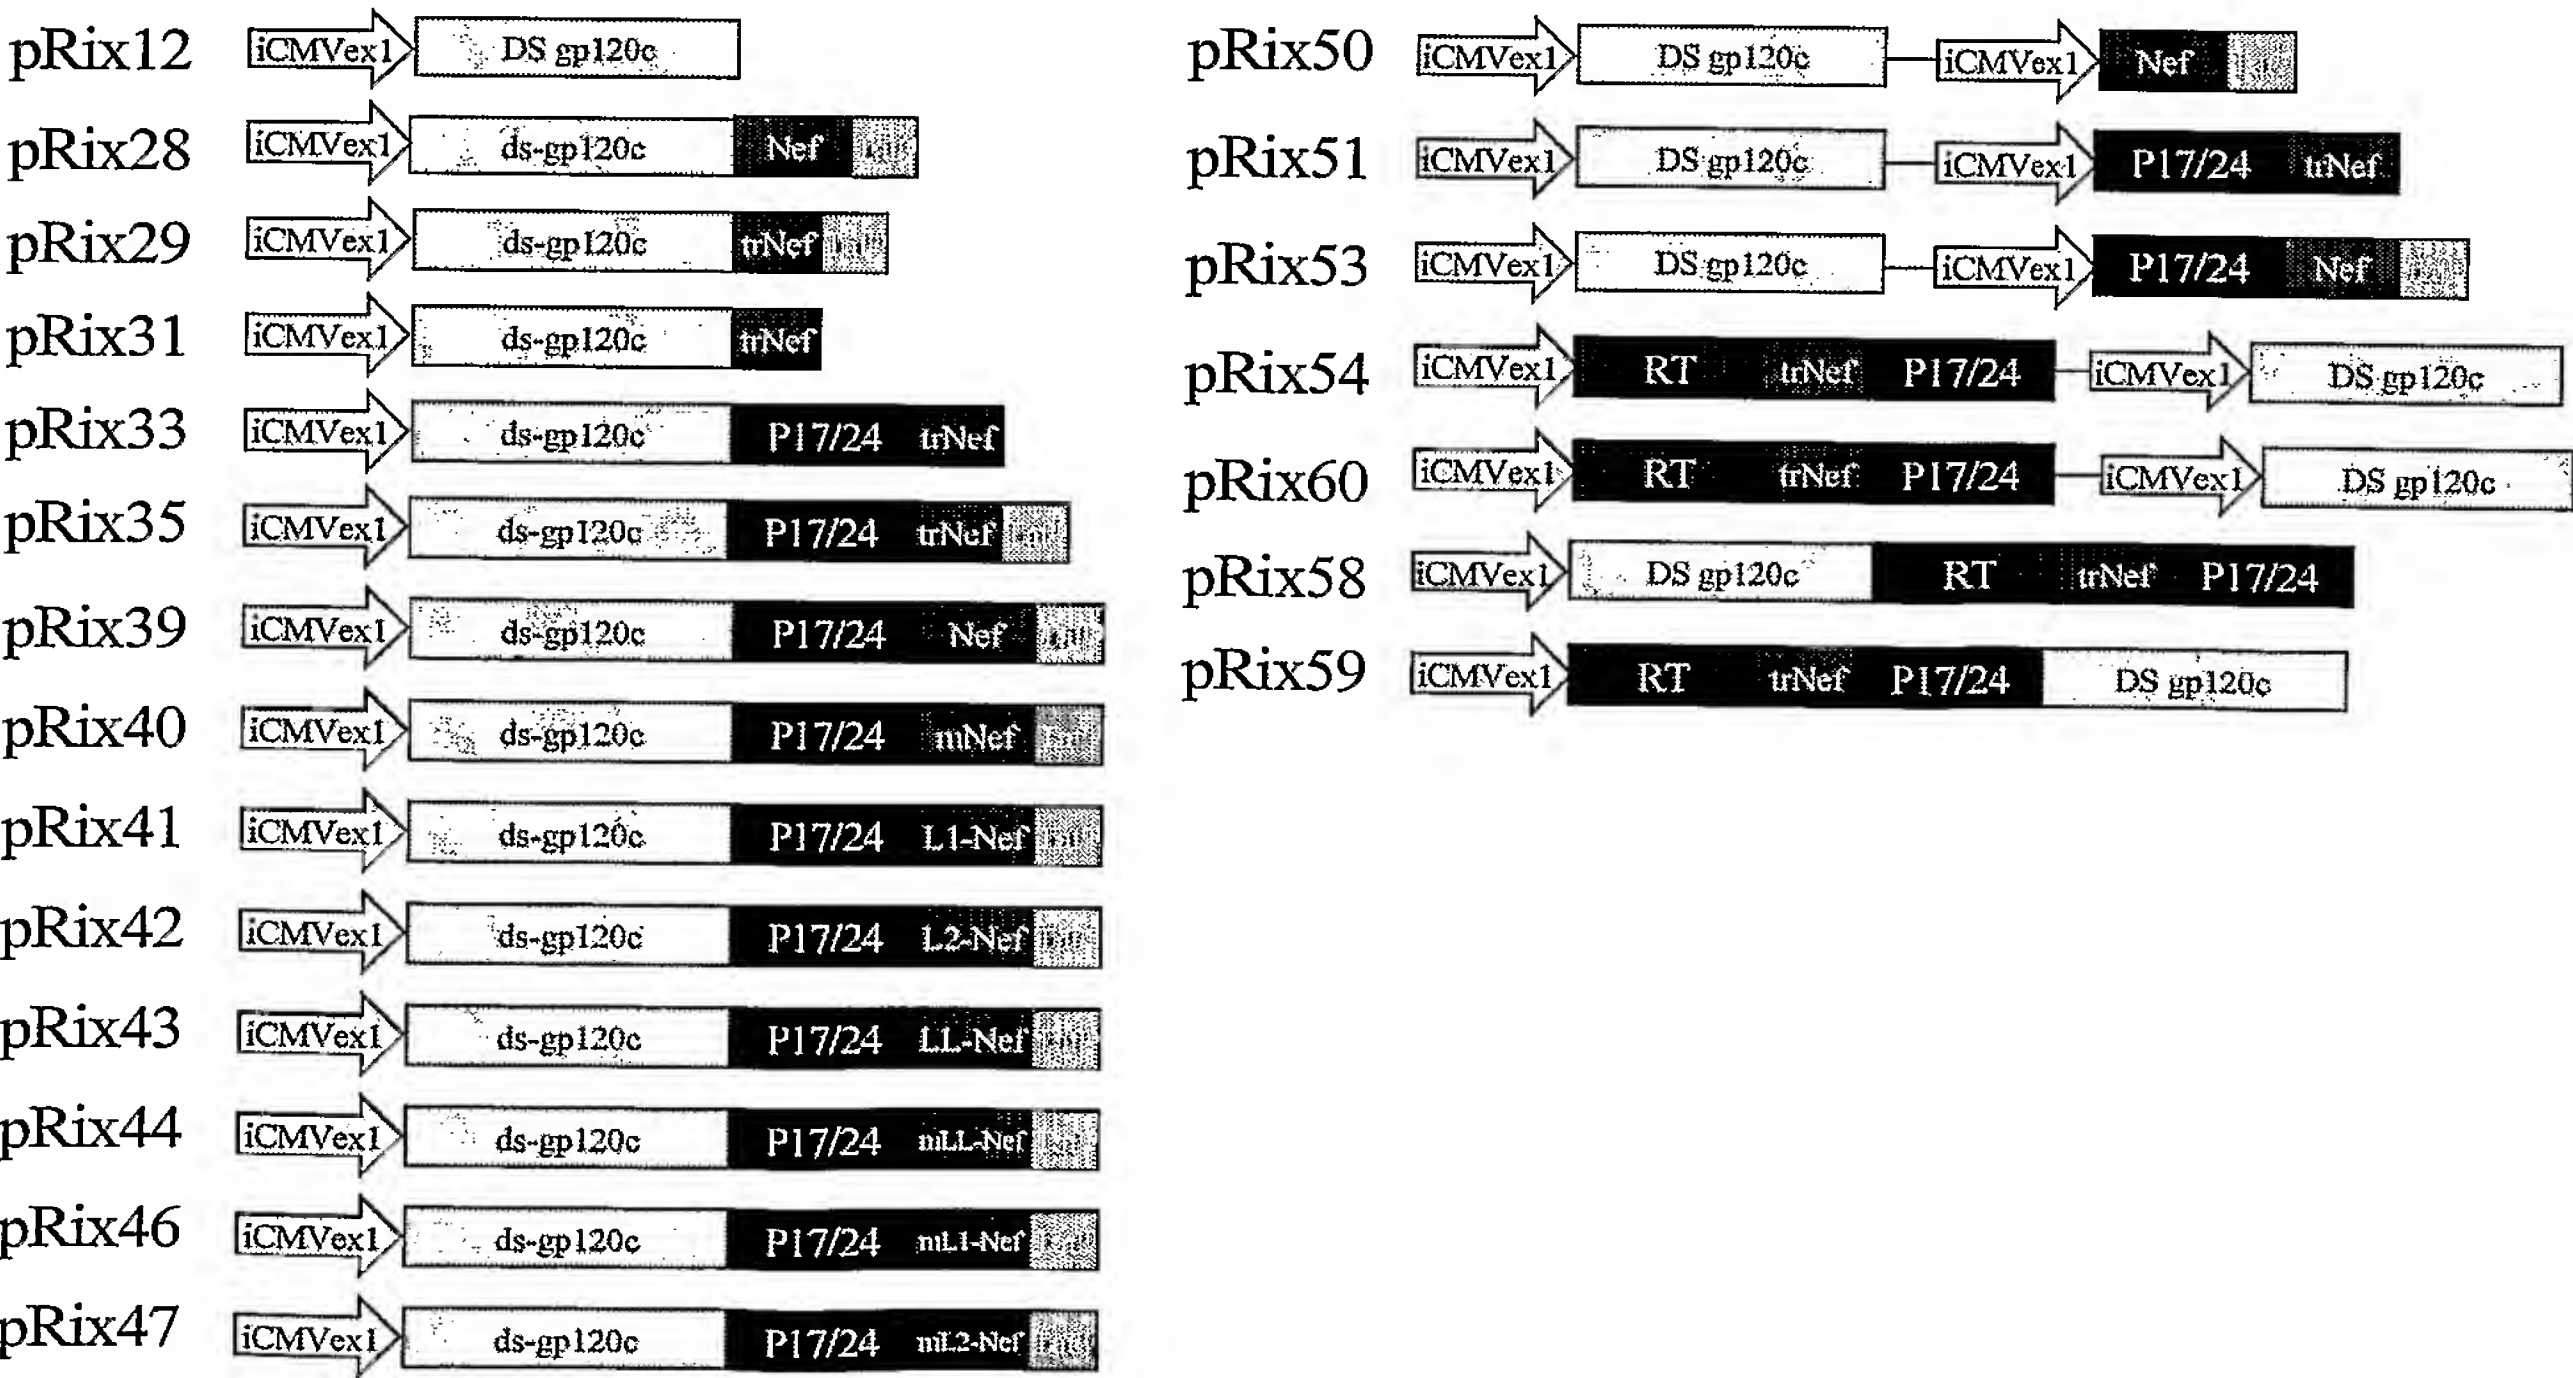 pRix12 iCMVex1 DS gp120c
pRix28 iCMVex1 ds-gp120c Nef
pRix29 iCMVex1 ds-gp120c trNef
pRix31 iCMVex1 ds-gp120c trNef
pRix33 iCMVex1 ds-gp120c P17/24 trNef
pRix35 iCMVex1 ds-gp120c P17/24 trNef
pRix39 iCMVex1 ds-gp120c P17/24 Nef
pRix40 iCMVex1 ds-gp120c P17/24 mNef
pRix41 iCMVex1 ds-gp120c P17/24 L1-Nef
pRix42 iCMVex1 ds-gp120c P17/24 L2-Nef
pRix43 iCMVex1 ds-gp120c P17/24 LL-Nef
pRix44 iCMVex1 ds-gp120c P17/24 mLL-Nef
pRix46 iCMVex1 ds-gp120c P17/24 mL1-Nef
pRix47 iCMVex1 ds-gp120c P17/24 mL2-Nef
pRix50 iCMVex1 DS gp120c iCMVex1 Nef
pRix51 iCMVex1 DS gp120c iCMVex1 P17/24 trNef
pRix53 iCMVex1 DS gp120c iCMVex1 P17/24 Nef
pRix54 iCMVex1 RT trNef P17/24 iCMVex1 DS gp120c
pRix60 iCMVex1 RT trNef P17/24 iCMVex1 DS gp120c
pRix58 iCMVex1 DS gp120c RT trNef P17/24
pRix59 iCMVex1 RT trNef P17/24 DS gp120c